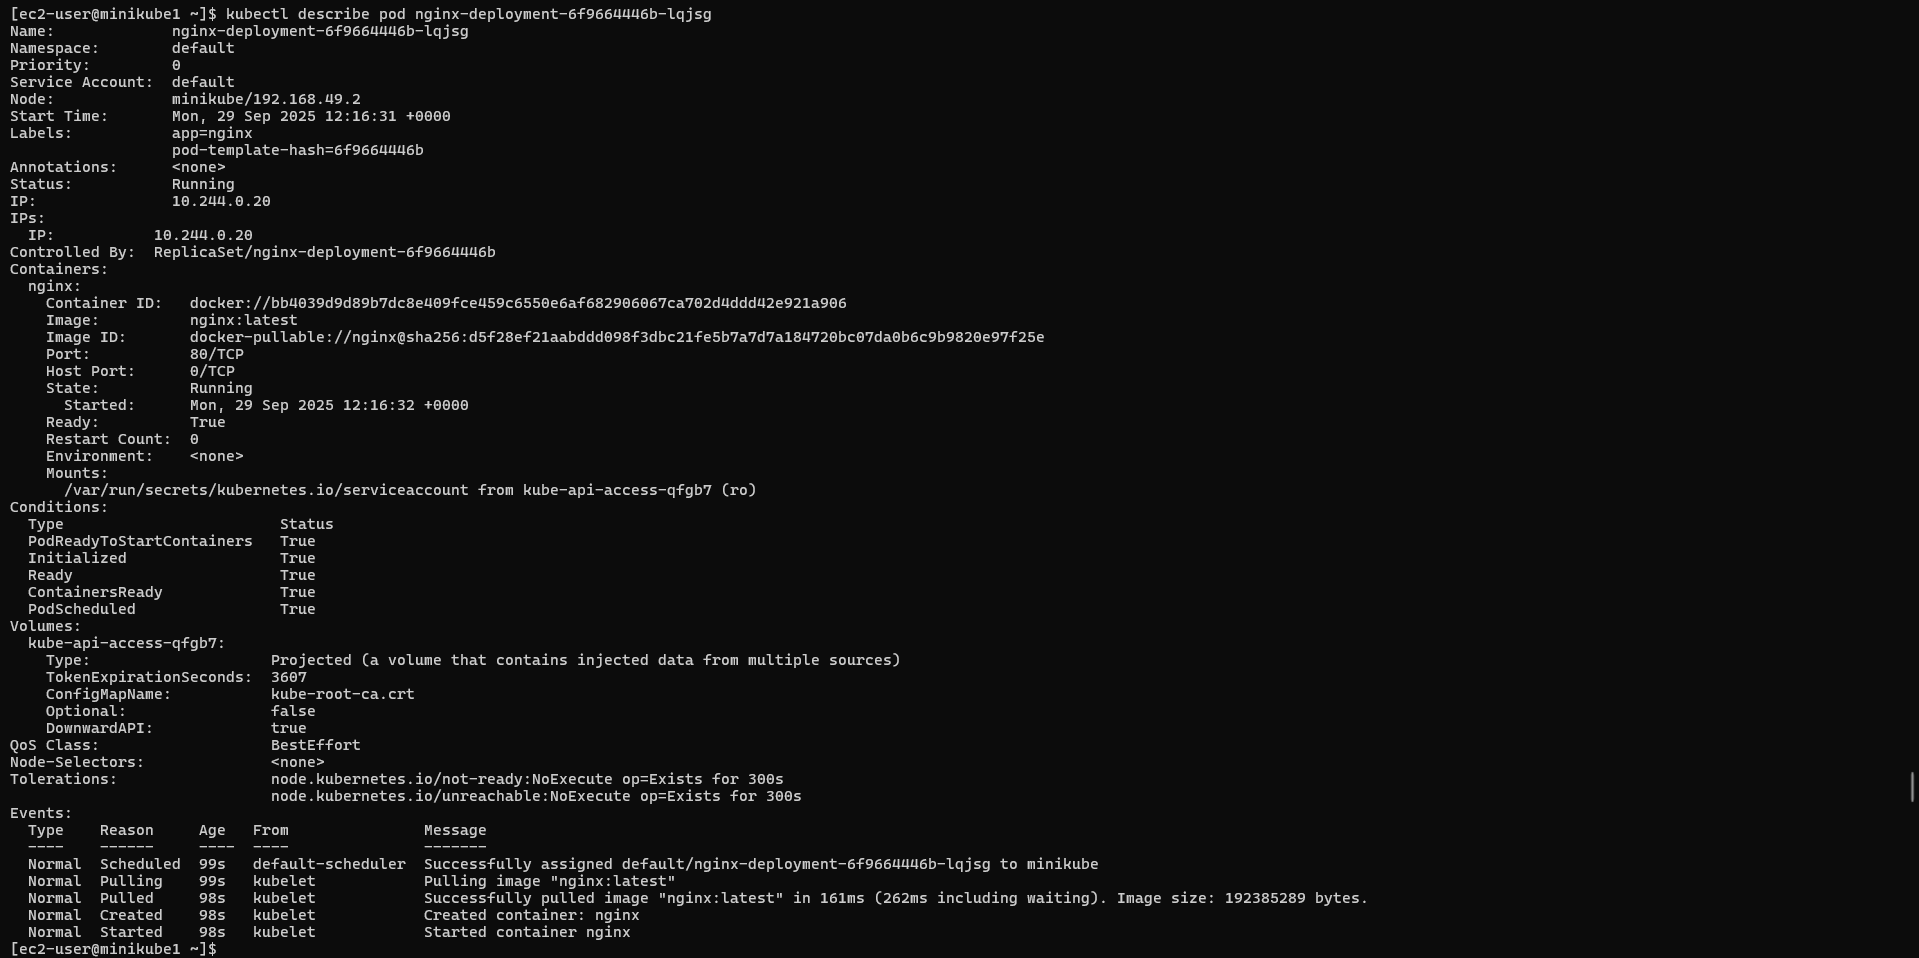 [ec2-user@minikube1 ~]$ kubectl describe pod nginx-deployment-6f9664446b-lqjsg
Name:             nginx-deployment-6f9664446b-lqjsg
Namespace:        default
Priority:         0
Service Account:  default
Node:             minikube/192.168.49.2
Start Time:       Mon, 29 Sep 2025 12:16:31 +0000
Labels:           app=nginx
                  pod-template-hash=6f9664446b
Annotations:      <none>
Status:           Running
IP:               10.244.0.20
IPs:
  IP:           10.244.0.20
Controlled By:  ReplicaSet/nginx-deployment-6f9664446b
Containers:
  nginx:
    Container ID:   docker://bb4039d9d89b7dc8e409fce459c6550e6af682906067ca702d4ddd42e921a906
    Image:          nginx:latest
    Image ID:       docker-pullable://nginx@sha256:d5f28ef21aabddd098f3dbc21fe5b7a7d7a184720bc07da0b6c9b9820e97f25e
    Port:           80/TCP
    Host Port:      0/TCP
    State:          Running
      Started:      Mon, 29 Sep 2025 12:16:32 +0000
    Ready:          True
    Restart Count:  0
    Environment:    <none>
    Mounts:
      /var/run/secrets/kubernetes.io/serviceaccount from kube-api-access-qfgb7 (ro)
Conditions:
  Type                        Status
  PodReadyToStartContainers   True
  Initialized                 True
  Ready                       True
  ContainersReady             True
  PodScheduled                True
Volumes:
  kube-api-access-qfgb7:
    Type:                    Projected (a volume that contains injected data from multiple sources)
    TokenExpirationSeconds:  3607
    ConfigMapName:           kube-root-ca.crt
    Optional:                false
    DownwardAPI:             true
QoS Class:                   BestEffort
Node-Selectors:              <none>
Tolerations:                 node.kubernetes.io/not-ready:NoExecute op=Exists for 300s
                             node.kubernetes.io/unreachable:NoExecute op=Exists for 300s
Events:
  Type    Reason     Age   From               Message
  ----    ------     ----  ----               -------
  Normal  Scheduled  99s   default-scheduler  Successfully assigned default/nginx-deployment-6f9664446b-lqjsg to minikube
  Normal  Pulling    99s   kubelet            Pulling image "nginx:latest"
  Normal  Pulled     98s   kubelet            Successfully pulled image "nginx:latest" in 161ms (262ms including waiting). Image size: 192385289 bytes.
  Normal  Created    98s   kubelet            Created container: nginx
  Normal  Started    98s   kubelet            Started container nginx
[ec2-user@minikube1 ~]$